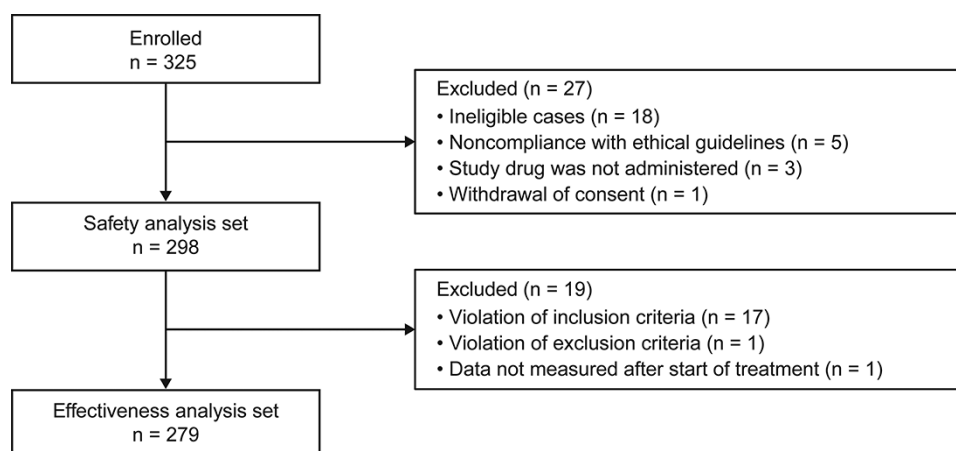 Enrolled
n = 325
Excluded (n = 27)
• Ineligible cases (n = 18)
• Noncompliance with ethical guidelines (n = 5)
• Study drug was not administered (n = 3)
• Withdrawal of consent (n = 1)
Safety analysis set
n = 298
Excluded (n = 19)
• Violation of inclusion criteria (n = 17)
• Violation of exclusion criteria (n = 1)
• Data not measured after start of treatment (n = 1)
Effectiveness analysis set
n = 279